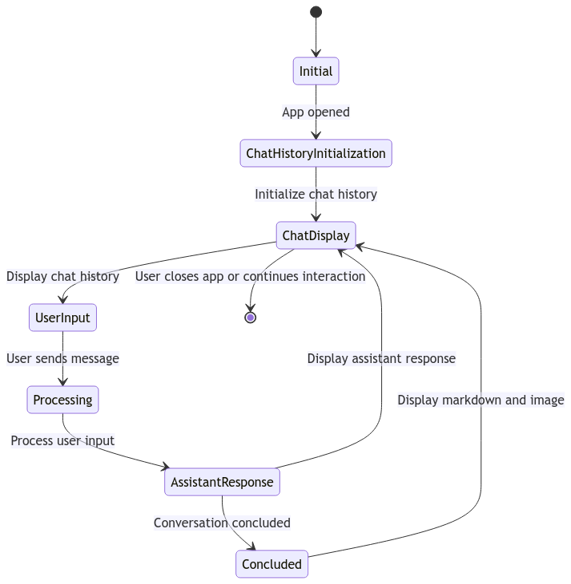 Initial
App opened
ChatHistoryInitialization
Initialize chat history
ChatDisplay
Display chat history
User closes app or continues interaction
UserInput
User sends message
Display assistant response
Processing
Display markdown and image
Process user input
AssistantResponse
Conversation concluded
Concluded